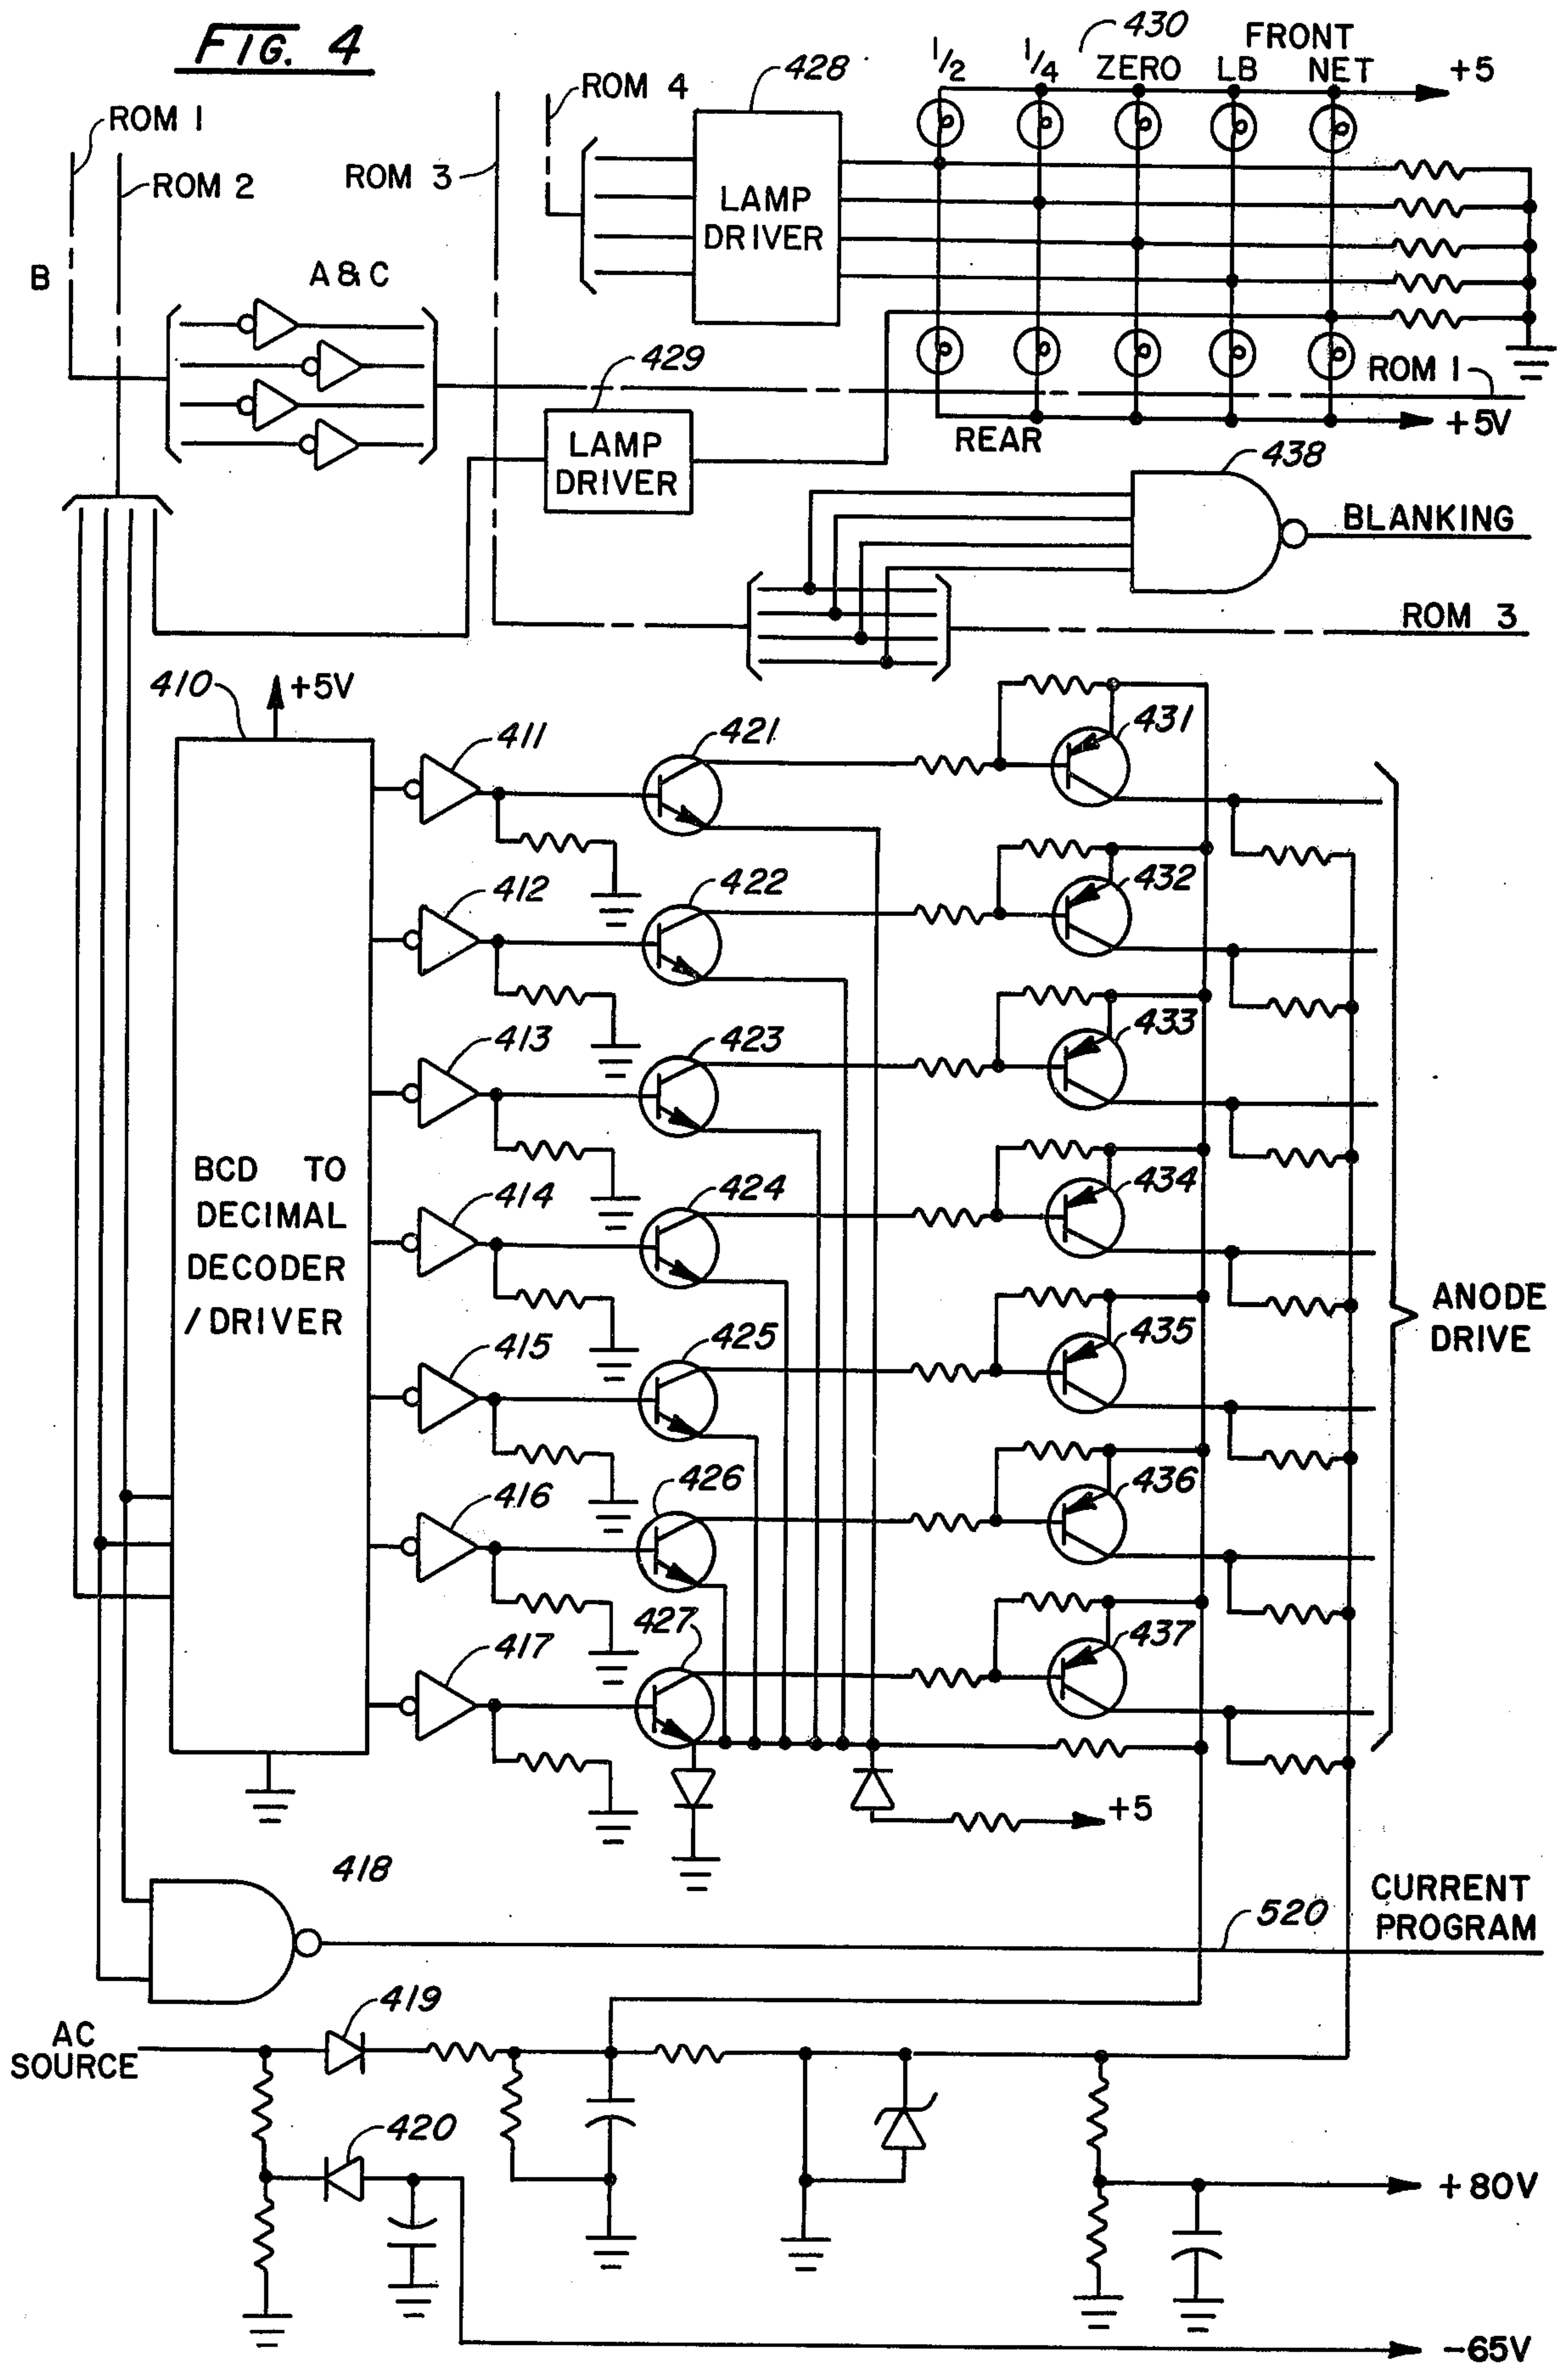 FIG. 4
430
FRONT
1/2
1/4
ZERO
LB
NET
+5
ROM 4
428
ROM 1
ROM 2
ROM 3
LAMP
DRIVER
B
A & C
429
ROM 1
+5V
REAR
LAMP
DRIVER
438
BLANKING
ROM 3
410
+5V
411
421
431
412
422
432
413
423
433
BCD TO
DECIMAL
DECODER
/DRIVER
414
424
434
ANODE
DRIVE
415
425
435
416
426
436
417
427
437
+5
418
CURRENT
PROGRAM
520
419
AC
SOURCE
420
+80V
-65V